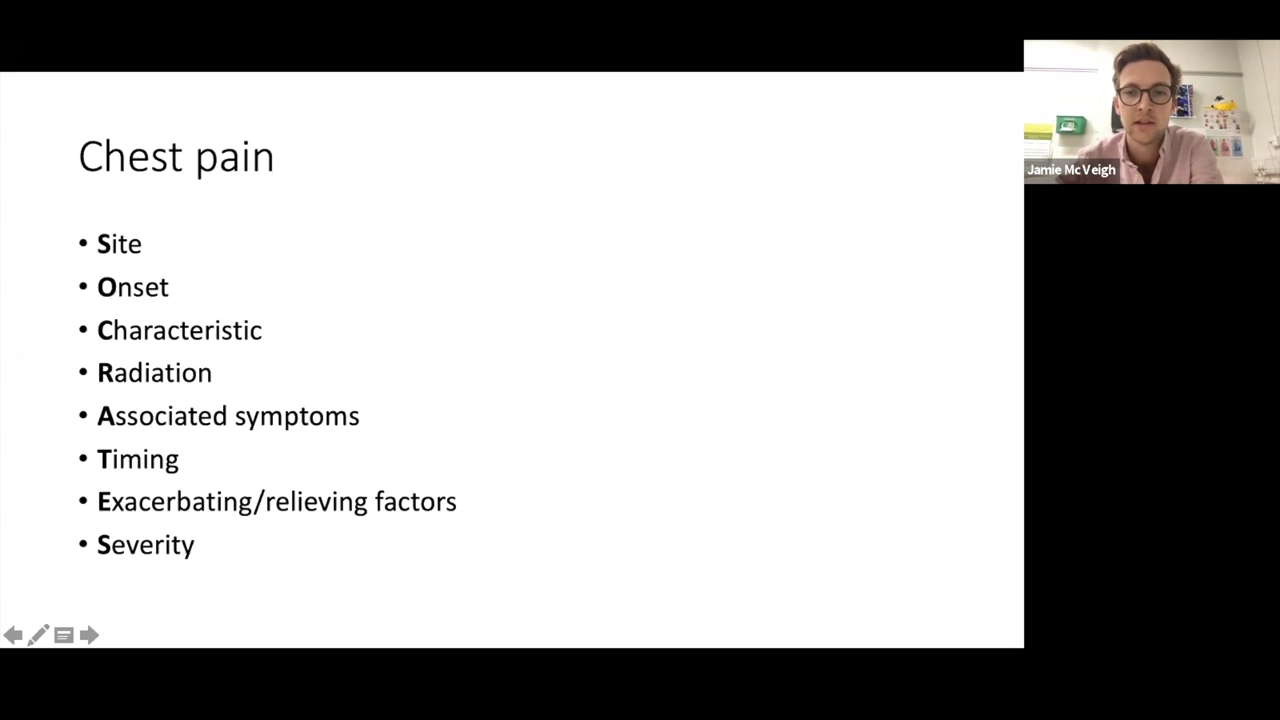 Chest pain
• Site
• Onset
• Characteristic
• Radiation
• Associated symptoms
• Timing
• Exacerbating/relieving factors
• Severity
Jamie McVeigh